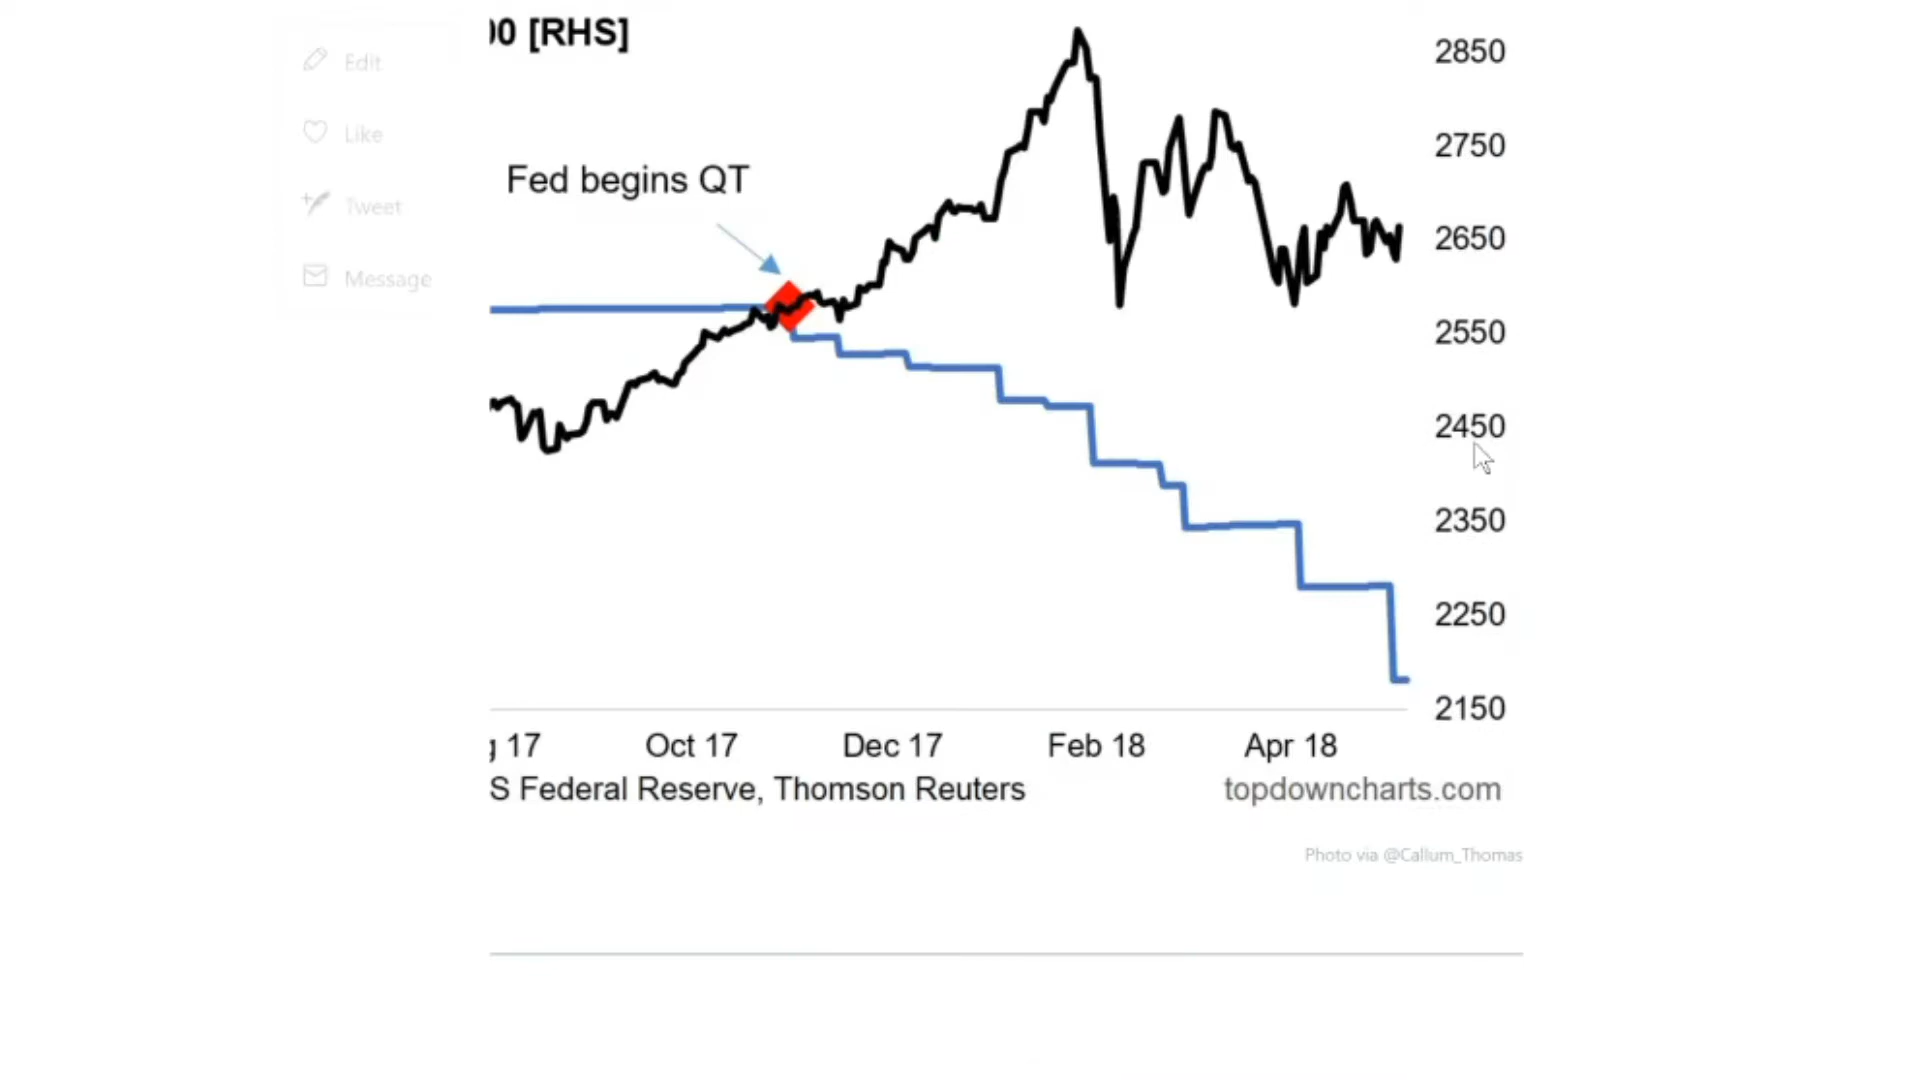 00 [RHS]
Edit
Like
Tweet
Message
Fed begins QT
2850
2750
2650
2550
2450
2350
2250
2150
g 17 Oct 17 Dec 17 Feb 18 Apr 18
S Federal Reserve, Thomson Reuters topdowncharts.com
Photo via @Callum_Thomas